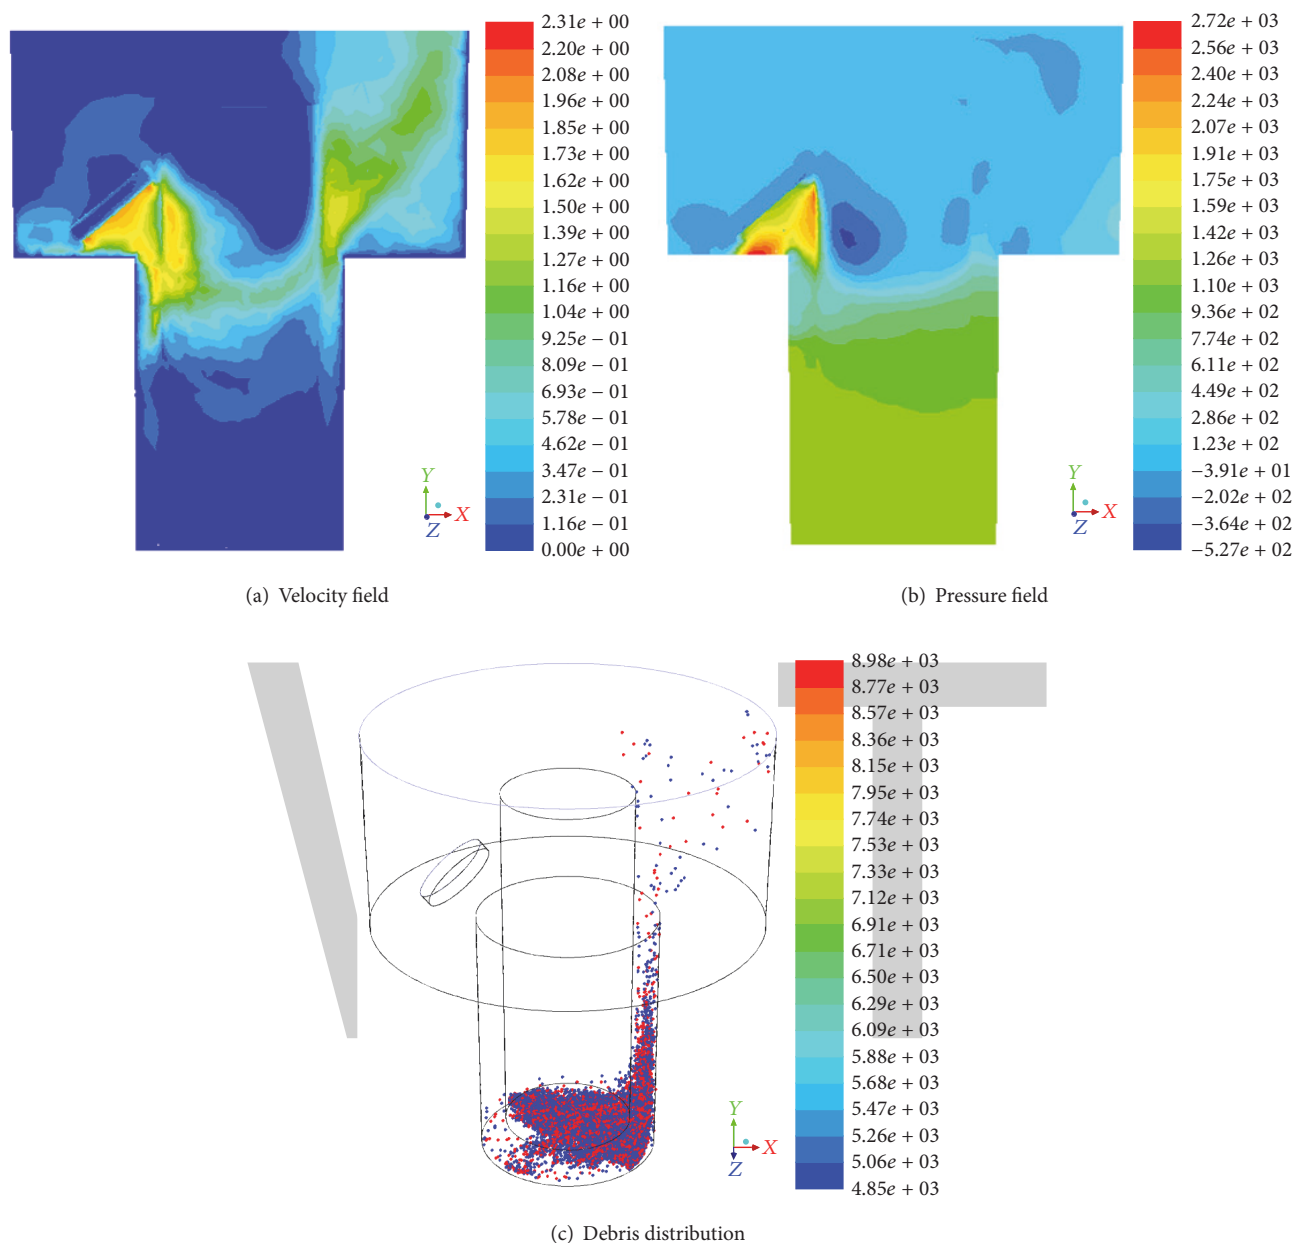 2.31e + 00
2.20e + 00
2.08e + 00
1.96e + 00
1.85e + 00
1.73e + 00
1.62e + 00
1.50e + 00
1.39e + 00
1.27e + 00
1.16e + 00
1.04e + 00
9.25e − 01
8.09e − 01
6.93e − 01
5.78e − 01
4.62e − 01
3.47e − 01
2.31e − 01
1.16e − 01
0.00e + 00
Y
X
Z
(a) Velocity field
2.72e + 03
2.56e + 03
2.40e + 03
2.24e + 03
2.07e + 03
1.91e + 03
1.75e + 03
1.59e + 03
1.42e + 03
1.26e + 03
1.10e + 03
9.36e + 02
7.74e + 02
6.11e + 02
4.49e + 02
2.86e + 02
1.23e + 02
−3.91e + 01
−2.02e + 02
−3.64e + 02
−5.27e + 02
Y
X
Z
(b) Pressure field
8.98e + 03
8.77e + 03
8.57e + 03
8.36e + 03
8.15e + 03
7.95e + 03
7.74e + 03
7.53e + 03
7.33e + 03
7.12e + 03
6.91e + 03
6.71e + 03
6.50e + 03
6.29e + 03
6.09e + 03
5.88e + 03
5.68e + 03
5.47e + 03
5.26e + 03
5.06e + 03
4.85e + 03
Y
X
Z
(c) Debris distribution